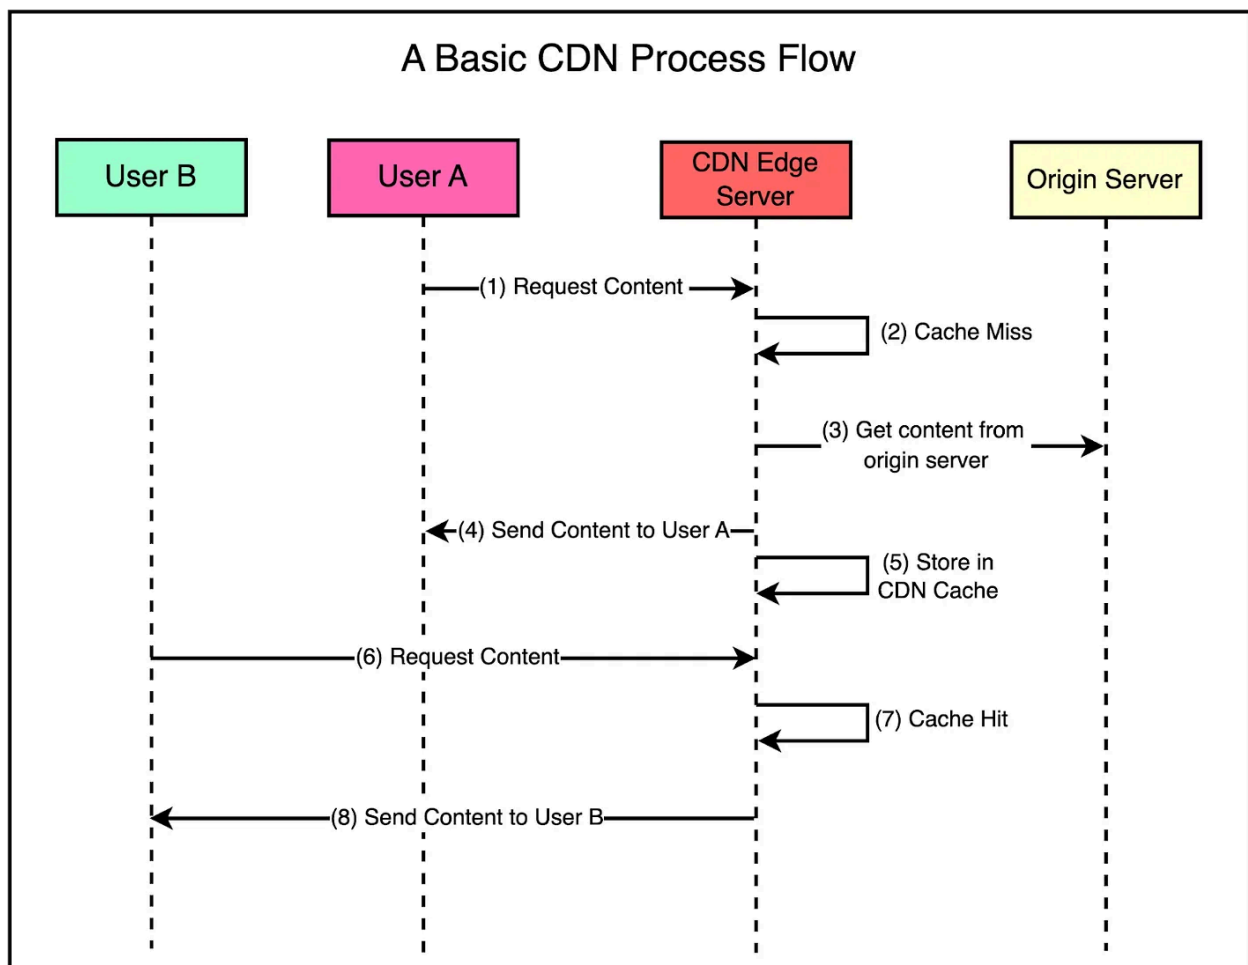 A Basic CDN Process Flow
User B
User A
CDN Edge
Server
Origin Server
(1) Request Content
(2) Cache Miss
(3) Get content from
origin server
(4) Send Content to User A
(5) Store in
CDN Cache
(6) Request Content
(7) Cache Hit
(8) Send Content to User B